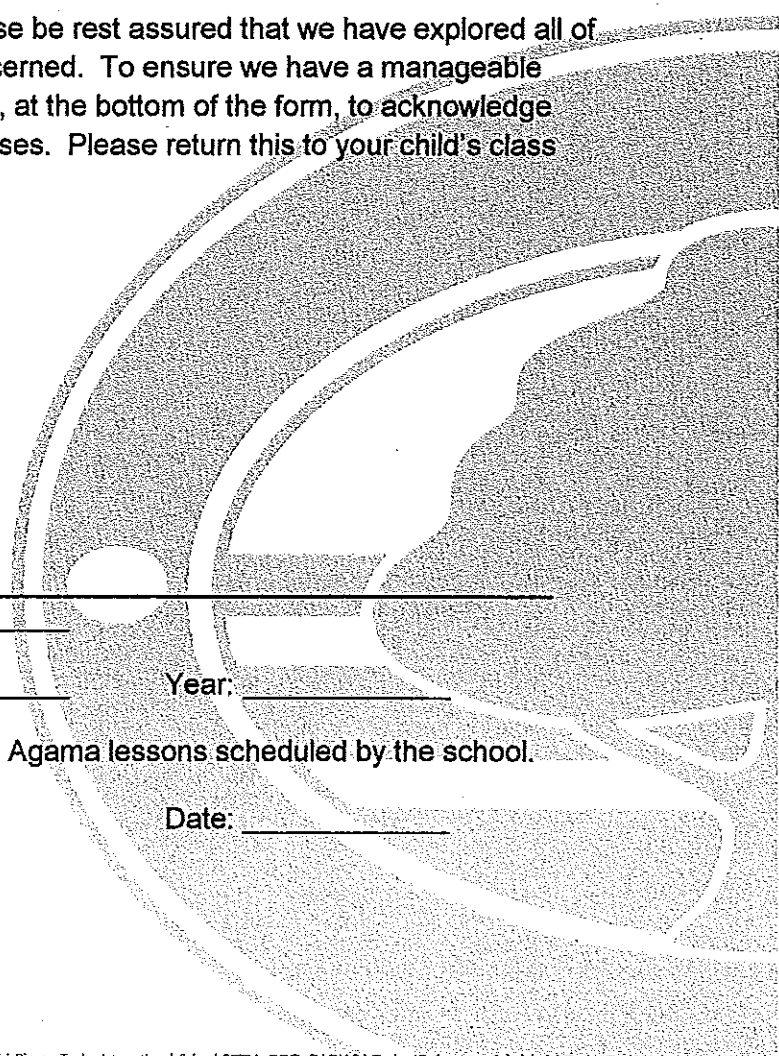 se be rest assured that we have explored all of
cerned. To ensure we have a manageable
, at the bottom of the form, to acknowledge
ses. Please return this to your child's class
Year:
Agama lessons scheduled by the school.
Date: